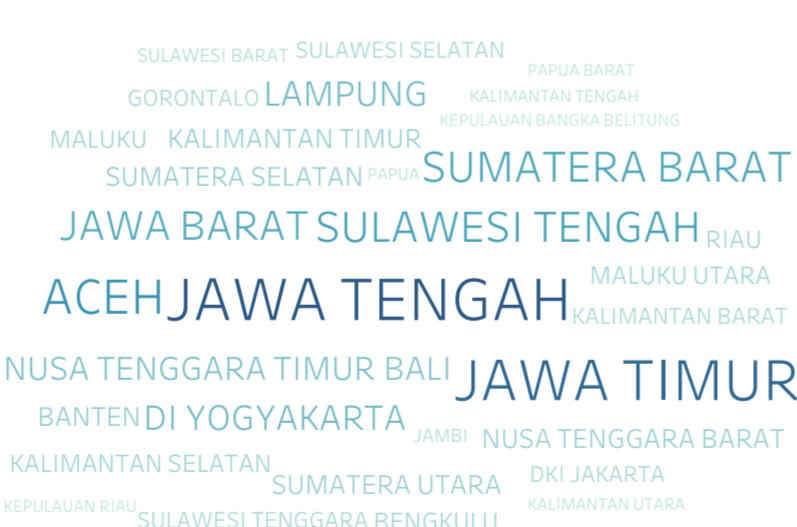 SULAWESI BARAT SULAWESI SELATAN
PAPUA BARAT
GORONTALO LAMPUNG KALIMANTAN TENGAH
KEPULAUAN BANGKA BELITUNG
MALUKU KALIMANTAN TIMUR
SUMATERA SELATAN PAPUA SUMATERA BARAT
JAWA BARAT SULAWESI TENGAH RIAU
MALUKU UTARA
ACEH JAWA TENGAH KALIMANTAN BARAT
NUSA TENGGARA TIMUR BALI JAWA TIMUR
BANTEN DI YOGYAKARTA JAMBI NUSA TENGGARA BARAT
KALIMANTAN SELATAN SUMATERA UTARA DKI JAKARTA
KEPULAUAN RIAU SULAWESI TENGGARA BENGKULU KALIMANTAN UTARA